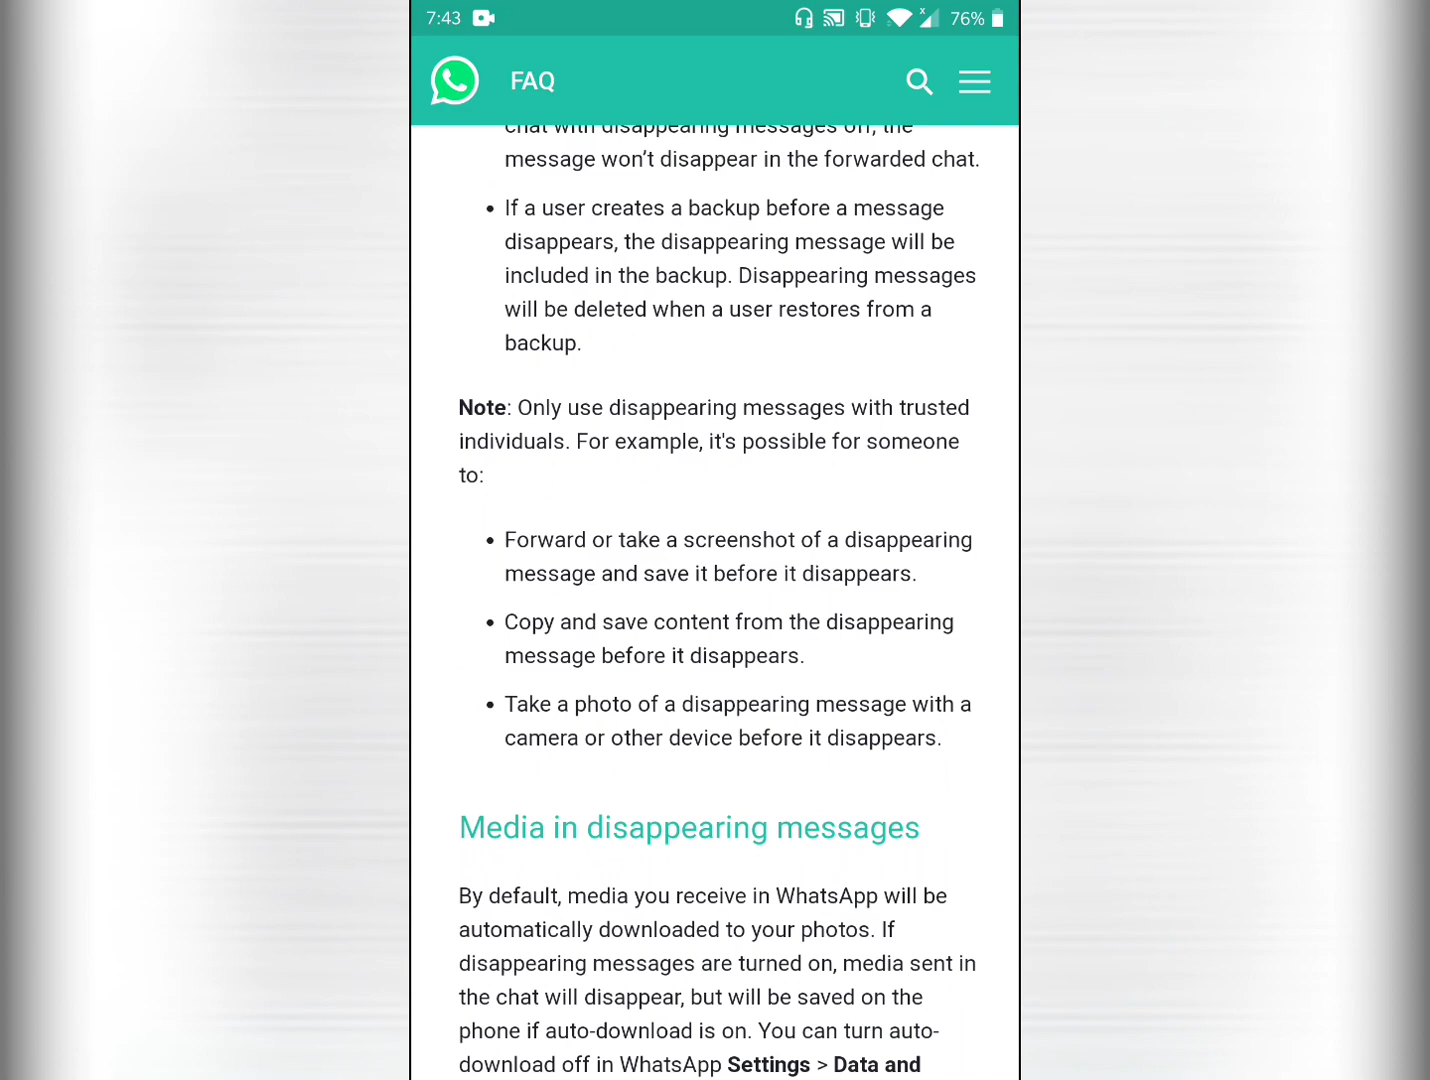 7:43
76%
FAQ
chat with disappearing messages off, the
message won’t disappear in the forwarded chat.
• If a user creates a backup before a message
disappears, the disappearing message will be
included in the backup. Disappearing messages
will be deleted when a user restores from a
backup.
Note: Only use disappearing messages with trusted
individuals. For example, it's possible for someone
to:
• Forward or take a screenshot of a disappearing
message and save it before it disappears.
• Copy and save content from the disappearing
message before it disappears.
• Take a photo of a disappearing message with a
camera or other device before it disappears.
Media in disappearing messages
By default, media you receive in WhatsApp will be
automatically downloaded to your photos. If
disappearing messages are turned on, media sent in
the chat will disappear, but will be saved on the
phone if auto-download is on. You can turn auto-
download off in WhatsApp Settings > Data and